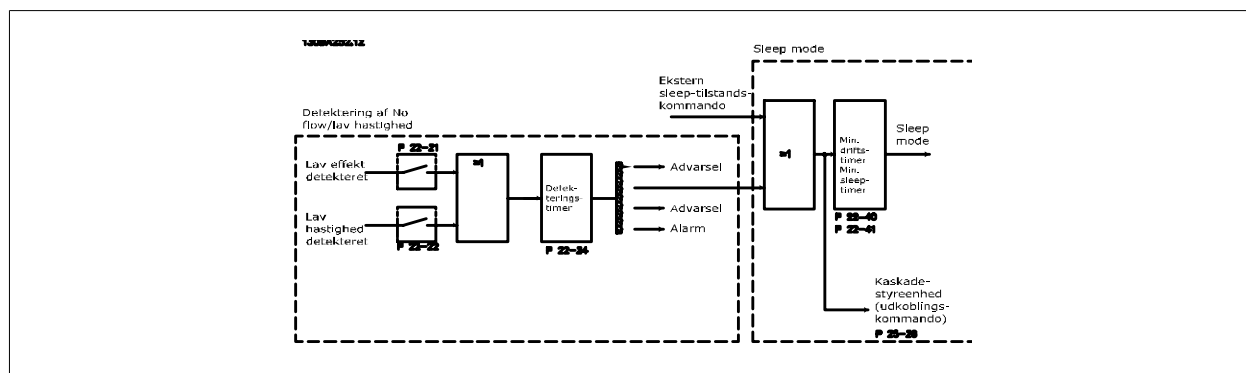 130BA252.12
Sleep mode
Ekstern
sleep-tilstands-
kommando
Detektering af No
flow/lav hastighed
P 22-21
Lav effekt
detekteret
≥1
Detek-
terings-
timer
Lav
hastighed
detekteret
P 22-22
P 22-24
Advarsel
Advarsel
Alarm
≥1
Min.
drifts-
timer
Min.
sleep-
timer
P 22-40
P 22-41
Sleep
mode
Kaskade-
styreenhed
(udkoblings-
kommando)
P 25-26